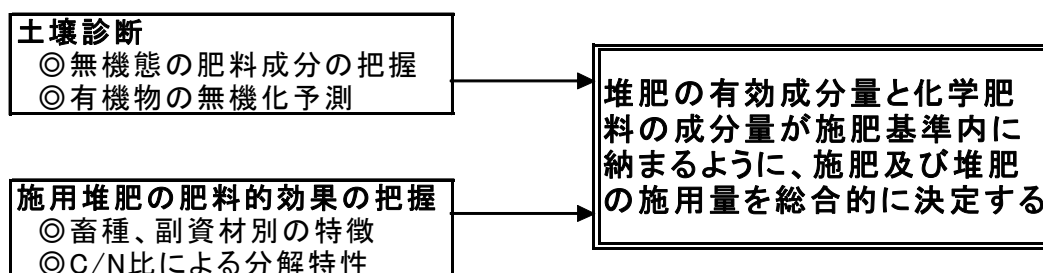 土壌診断
◎無機態の肥料成分の把握
◎有機物の無機化予測
堆肥の有効成分量と化学肥
料の成分量が施肥基準内に
納まるように、施肥及び堆肥
の施用量を総合的に決定する
施用堆肥の肥料的効果の把握
◎畜種、副資材別の特徴
◎C/N比による分解特性